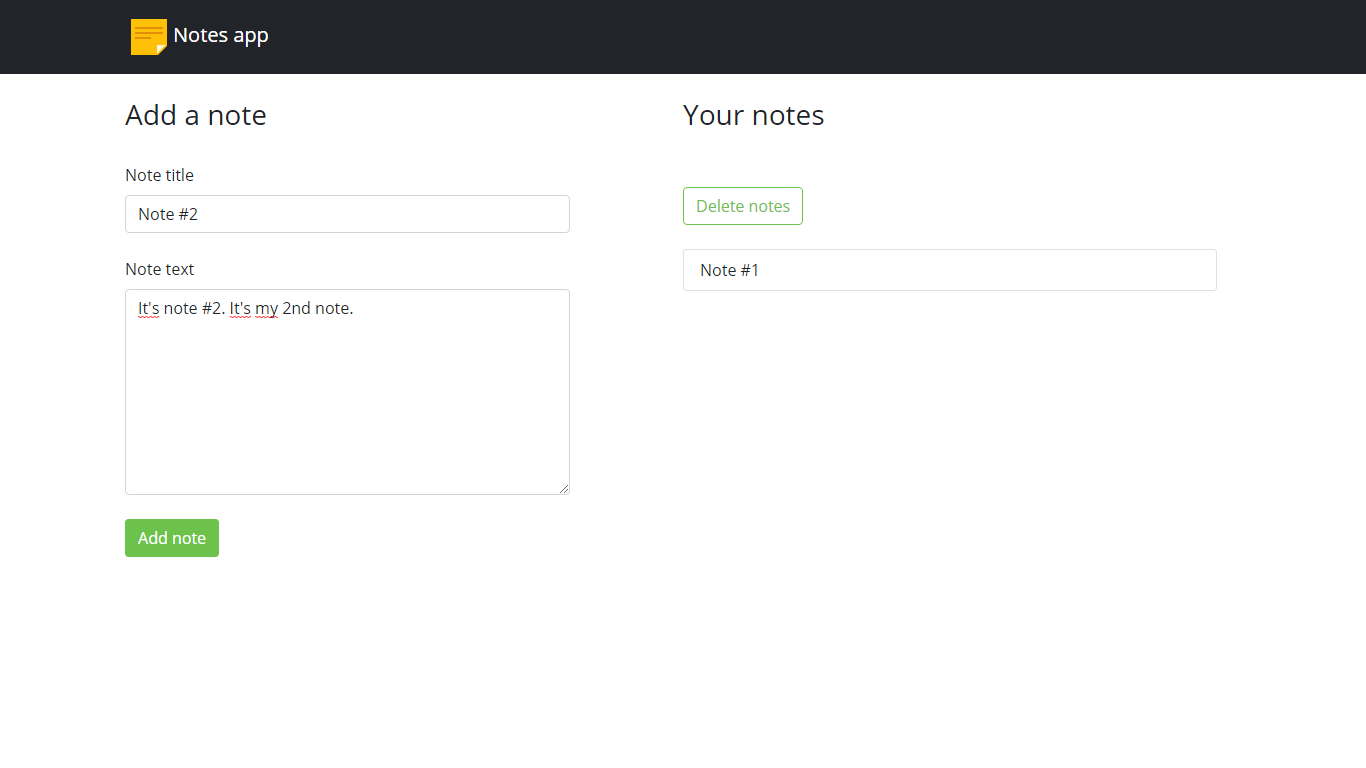 Notes app
Add a note
Note title
Note #2
Note text
It's note #2. It's my 2nd note.
Add note
Your notes
Delete notes
Note #1